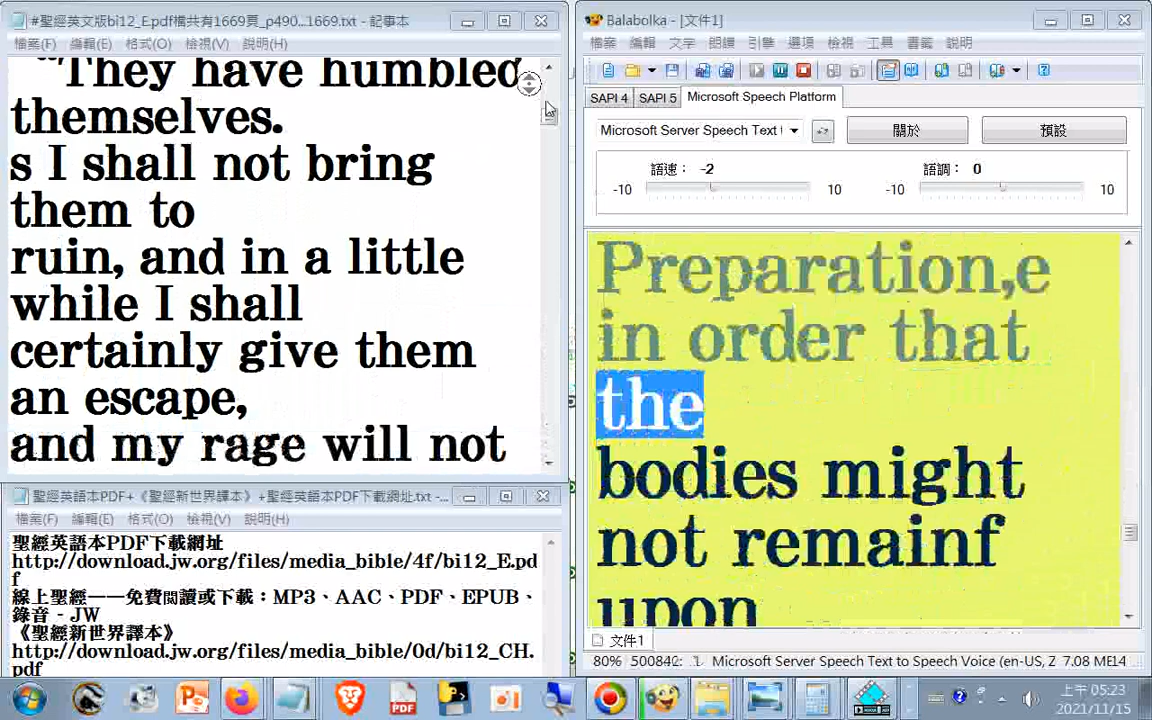 #聖經英文版bi12_E.pdf檔共有1669頁_p490...1669.txt - 記事本
檔案(F) 編輯(E) 格式(O) 檢視(V) 說明(H)
"They have humbled
themselves.
s I shall not bring
them to
ruin, and in a little
while I shall
certainly give them
an escape,
and my rage will not
聖經英語本PDF+《聖經新世界譯本》+聖經英語本PDF下載網址.txt -...
檔案(F) 編輯(E) 格式(O) 檢視(V) 說明(H)
聖經英語本PDF下載網址
http://download.jw.org/files/media_bible/4f/bi12_E.pd
f
線上聖經——免費閱讀或下載：MP3、AAC、PDF、EPUB、
錄音 - JW
《聖經新世界譯本》
http://download.jw.org/files/media_bible/0d/bi12_CH.
pdf
Balabolka - [文件1]
檔案 編輯 文字 朗讀 引擎 選項 檢視 工具 書籤 說明
SAPI 4 SAPI 5 Microsoft Speech Platform
Microsoft Server Speech Text 關於 預設
語速： -2 語調： 0
-10 10 -10 10
Preparation,e
in order that
the
bodies might
not remainf
upon
文件1
80% 500842: Microsoft Server Speech Text to Speech Voice (en-US, Z 7.08 ME14
PDF
上午 05:23
2021/11/15